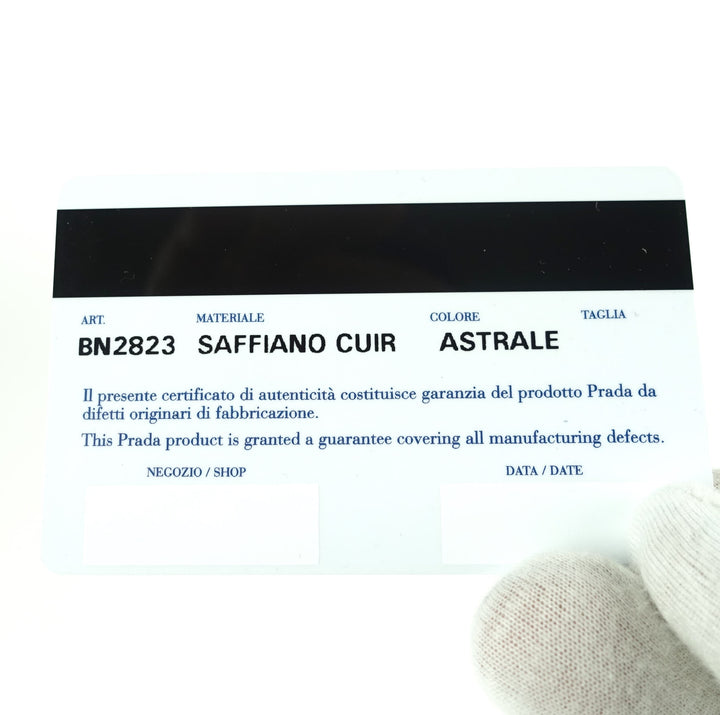 ART. MATERIALE COLORE TAGLIA
BN2823 SAFFIANO CUIR ASTRALE
Il presente certificato di autenticità costituisce garanzia del prodotto Prada da
difetti originari di fabbricazione.
This Prada product is granted a guarantee covering all manufacturing defects.
NEGOZIO / SHOP DATA / DATE